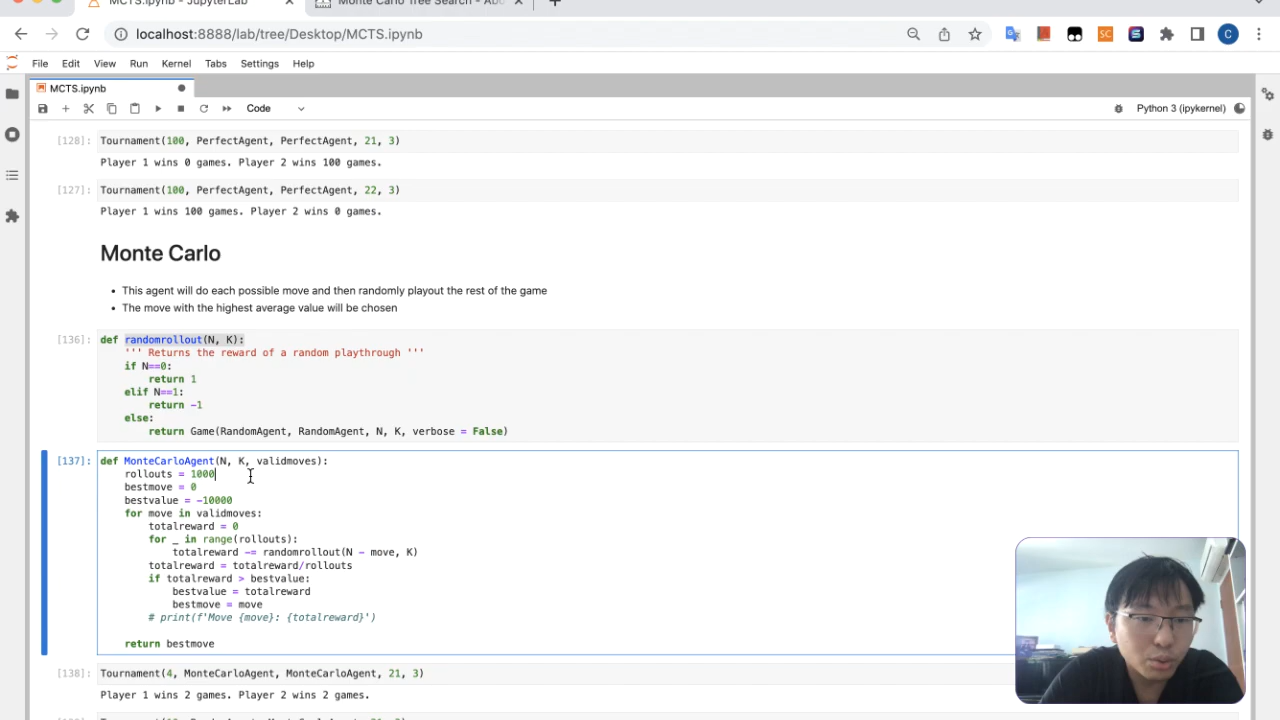 MCTS.ipynb - JupyterLab
Monte Carlo Tree Search - Abo
localhost:8888/lab/tree/Desktop/MCTS.ipynb
C
File Edit View Run Kernel Tabs Settings Help
MCTS.ipynb
Code
Python 3 (ipykernel)
[128]: Tournament(100, PerfectAgent, PerfectAgent, 21, 3)
Player 1 wins 0 games. Player 2 wins 100 games.
[127]: Tournament(100, PerfectAgent, PerfectAgent, 22, 3)
Player 1 wins 100 games. Player 2 wins 0 games.
Monte Carlo
• This agent will do each possible move and then randomly playout the rest of the game
• The move with the highest average value will be chosen
[136]: def randomrollout(N, K):
''' Returns the reward of a random playthrough '''
if N==0:
return 1
elif N==1:
return -1
else:
return Game(RandomAgent, RandomAgent, N, K, verbose = False)
[137]: def MonteCarloAgent(N, K, validmoves):
rollouts = 1000
bestmove = 0
bestvalue = -10000
for move in validmoves:
totalreward = 0
for _ in range(rollouts):
totalreward -= randomrollout(N - move, K)
totalreward = totalreward/rollouts
if totalreward > bestvalue:
bestvalue = totalreward
bestmove = move
# print(f'Move {move}: {totalreward}')
return bestmove
[138]: Tournament(4, MonteCarloAgent, MonteCarloAgent, 21, 3)
Player 1 wins 2 games. Player 2 wins 2 games.